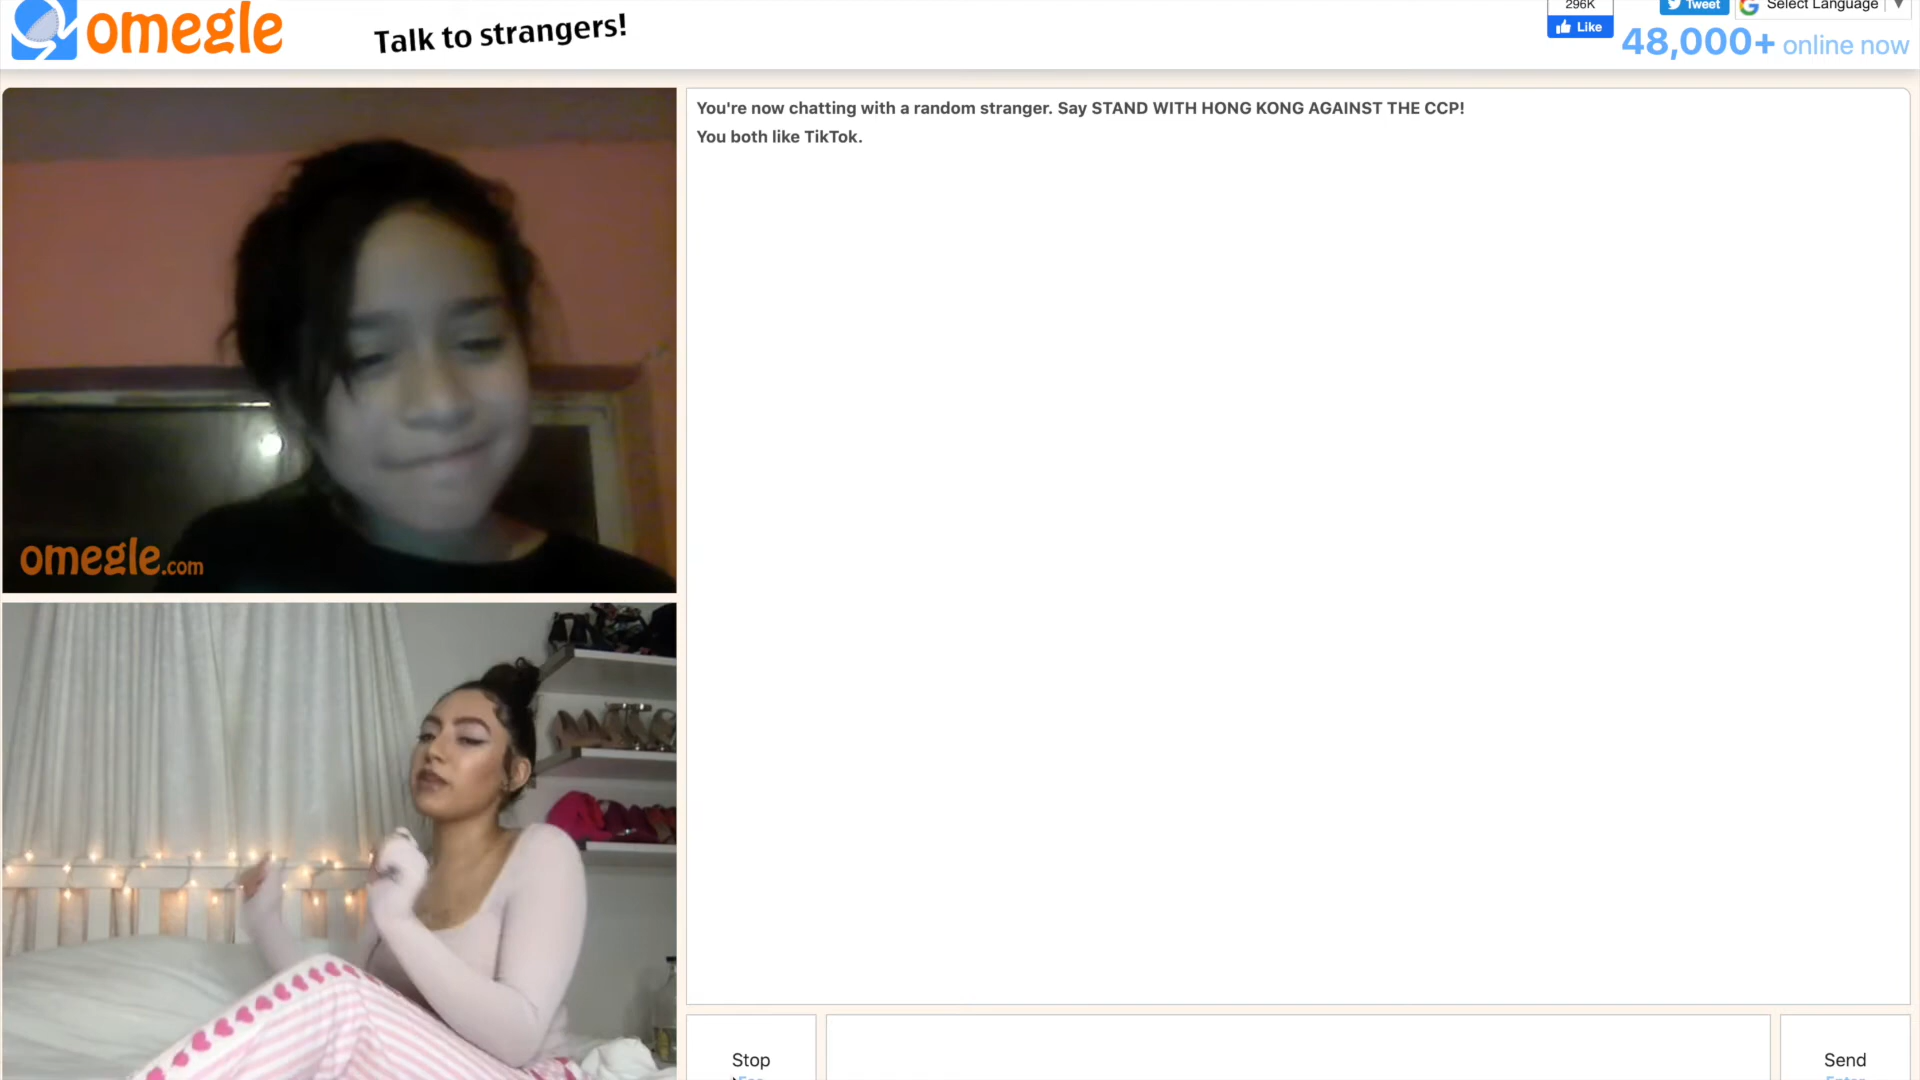 omegle
Talk to strangers!
296K
Like
Tweet
Select Language
48,000+ online now
You're now chatting with a random stranger. Say STAND WITH HONG KONG AGAINST THE CCP!
You both like TikTok.
omegle.com
Stop
Send